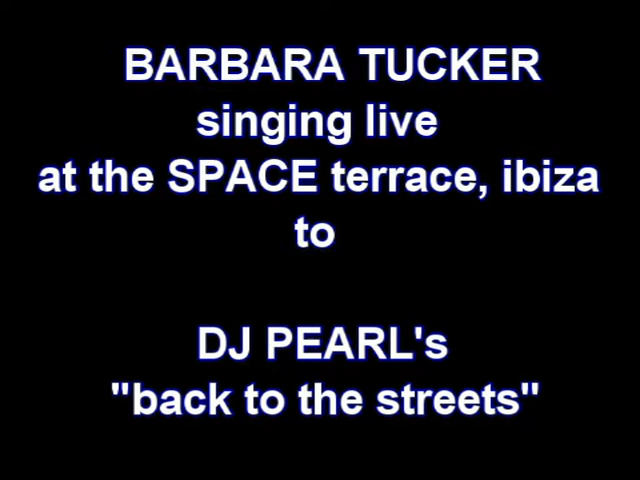 BARBARA TUCKER
singing live
at the SPACE terrace, ibiza
to
DJ PEARL's
"back to the streets"